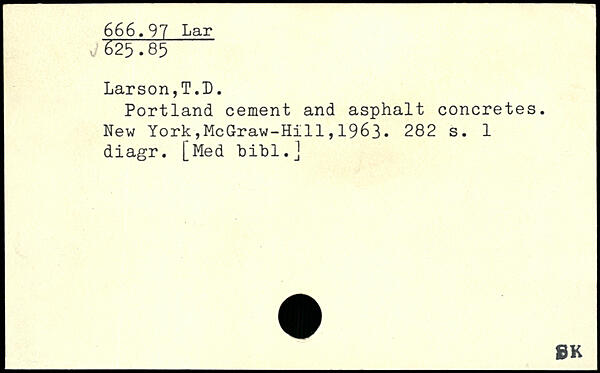 666.97 Lar
625.85
Larson,T.D.
Portland cement and asphalt concretes.
New York,McGraw-Hill,1963. 282 s. 1
diagr. [Med bibl.]
SK